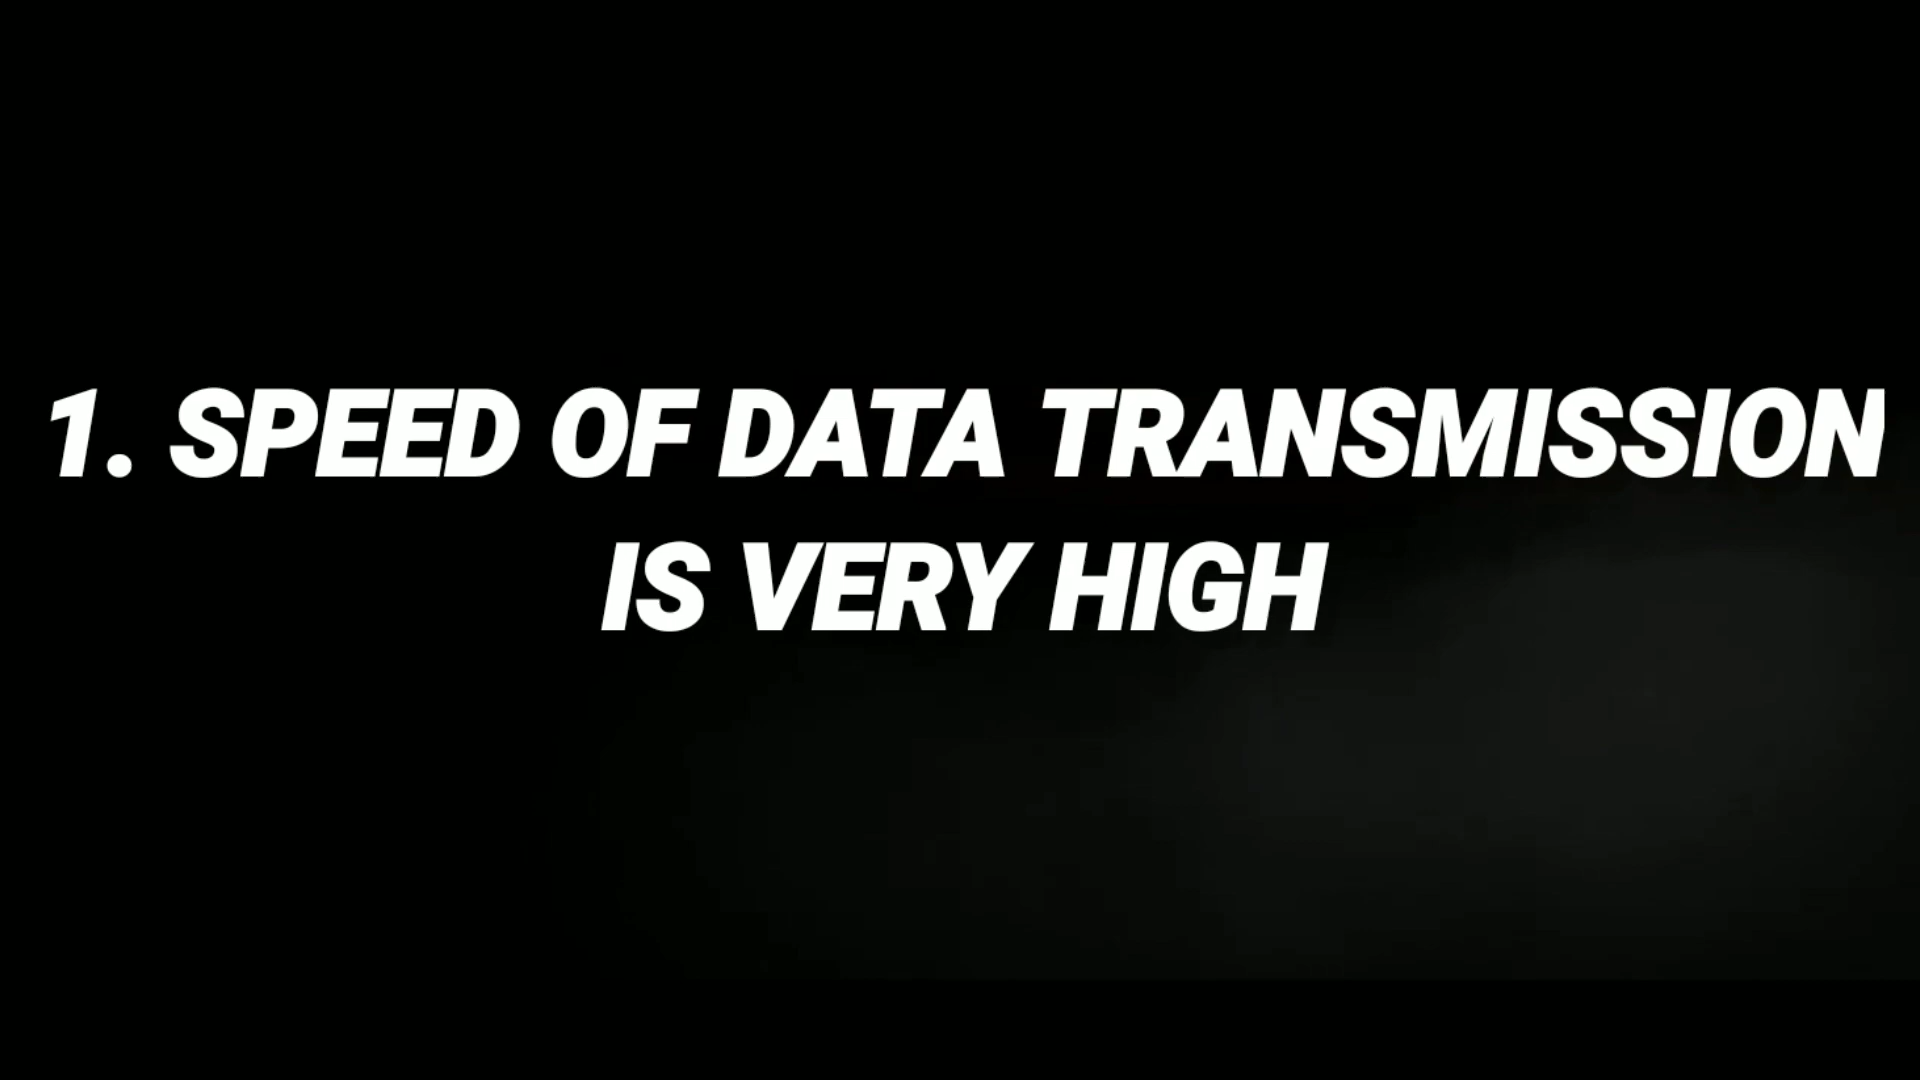 1. SPEED OF DATA TRANSMISSION
IS VERY HIGH